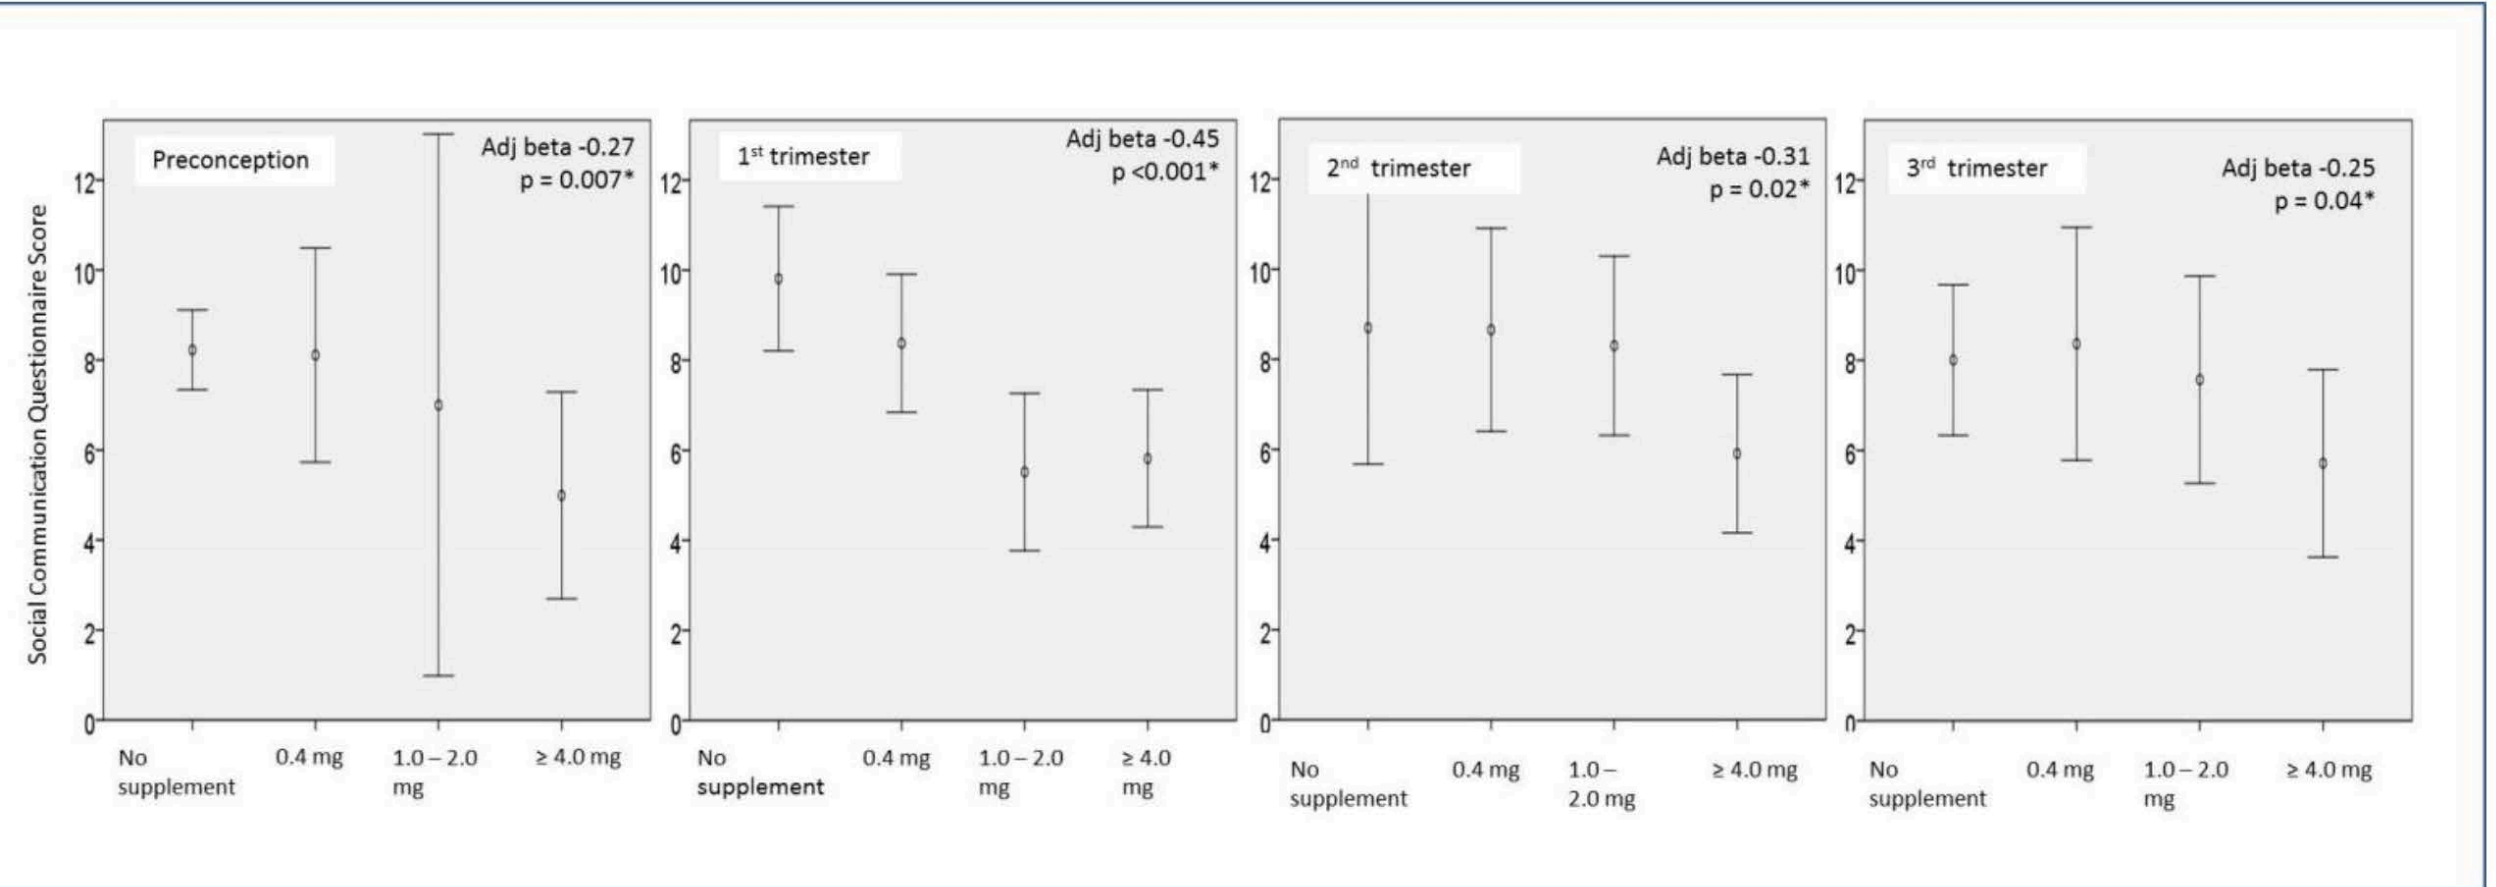 Social Communication Questionnaire Score
Preconception
Adj beta -0.27
p = 0.007*
12
10
8
6
4
2
0
No
supplement
0.4 mg
1.0 – 2.0
mg
≥ 4.0 mg
1st trimester
Adj beta -0.45
p <0.001*
12
10
8
6
4
2
0
No
supplement
0.4 mg
1.0 – 2.0
mg
≥ 4.0
mg
2nd trimester
Adj beta -0.31
p = 0.02*
12
10
8
6
4
2
0
No
supplement
0.4 mg
1.0 –
2.0 mg
≥ 4.0 mg
3rd trimester
Adj beta -0.25
p = 0.04*
12
10
8
6
4
2
0
No
supplement
0.4 mg
1.0 – 2.0
mg
≥ 4.0 mg